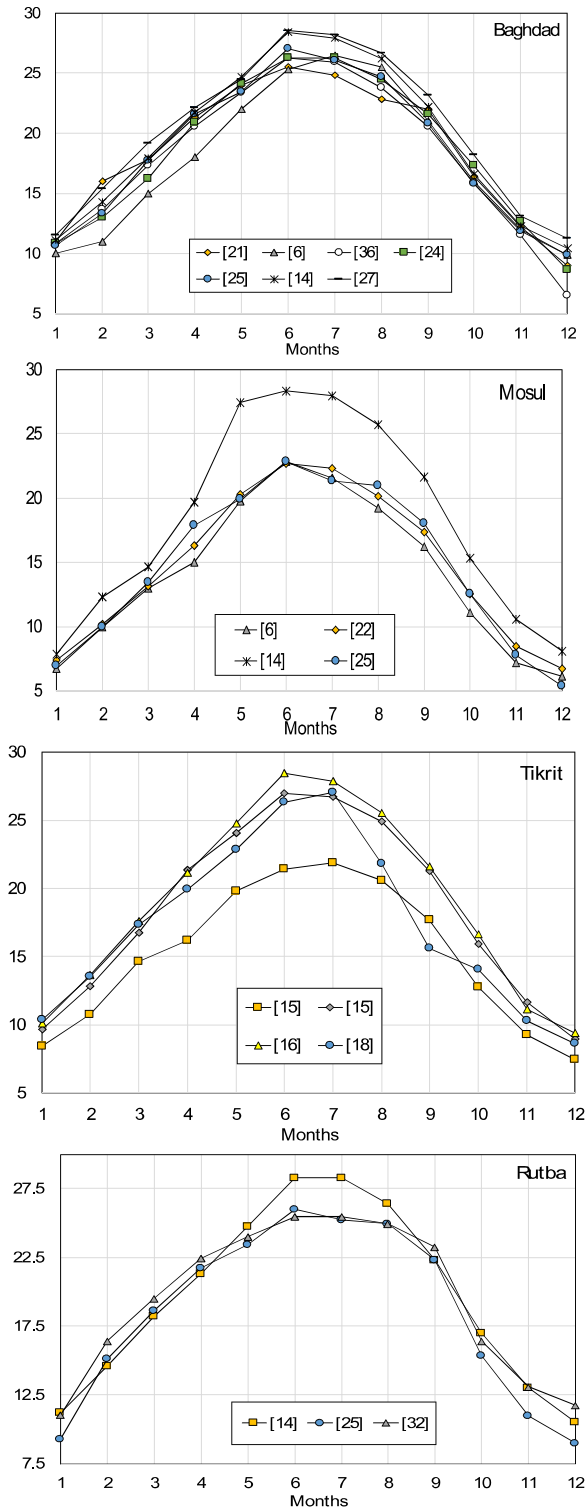 30
Baghdad
25
20
15
10
[21] [6] [36] [24]
[25] [14] [27]
5
1 2 3 4 5 6 7 8 9 10 11 12
Months
30
Mosul
25
20
15
10
[6] [22]
[14] [25]
5
1 2 3 4 5 6 7 8 9 10 11 12
Months
30
Tikrit
25
20
15
10
[15] [15]
[16] [18]
5
1 2 3 4 5 6 7 8 9 10 11 12
Months
Rutba
27.5
22.5
17.5
12.5
[14] [25] [32]
7.5
1 2 3 4 5 6 7 8 9 10 11 12
Months